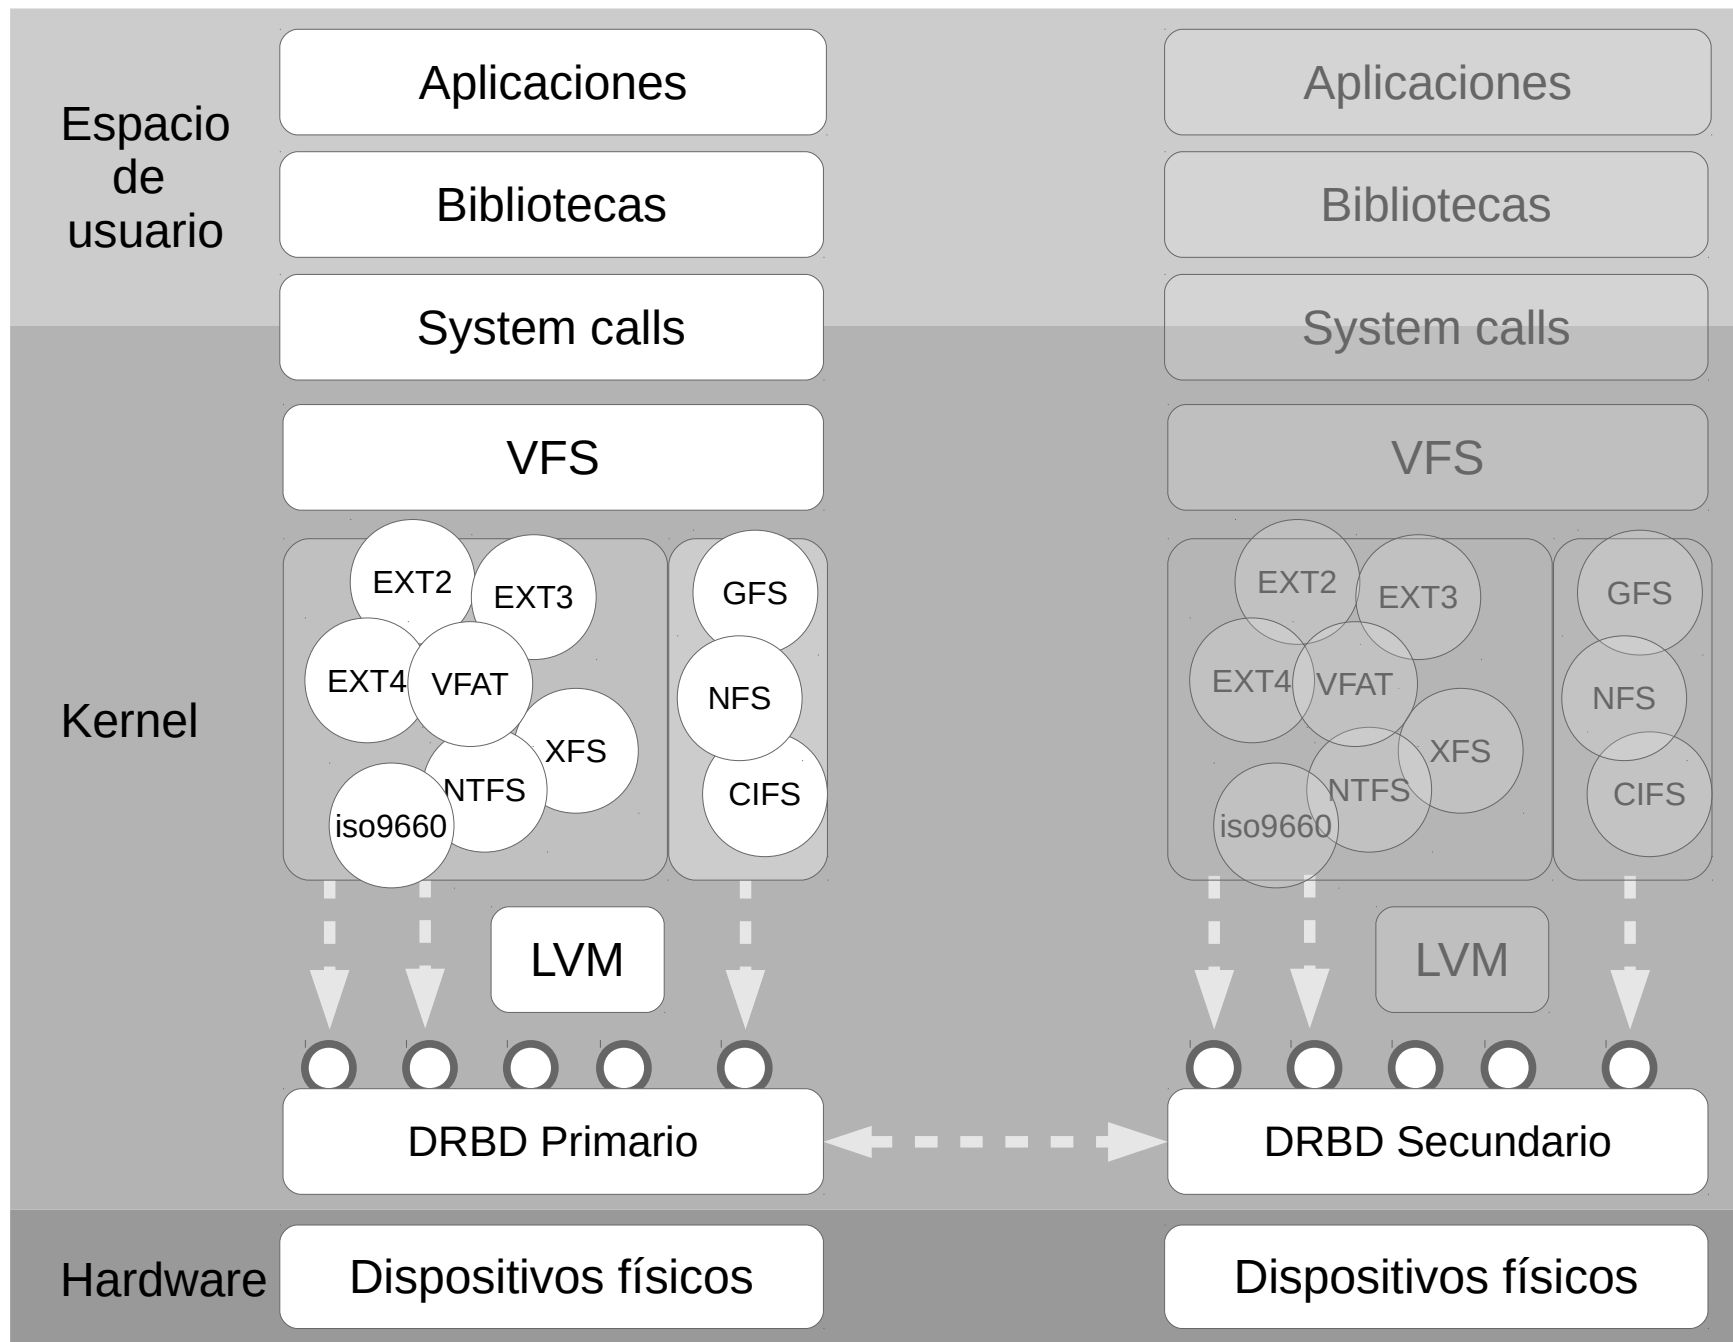 Espacio
de
usuario
Aplicaciones
Bibliotecas
System calls
Kernel
VFS
EXT2
EXT3
EXT4
VFAT
XFS
NTFS
iso9660
GFS
NFS
CIFS
LVM
DRBD Primario
Hardware
Dispositivos físicos
Aplicaciones
Bibliotecas
System calls
VFS
EXT2
EXT3
EXT4
VFAT
XFS
NTFS
iso9660
GFS
NFS
CIFS
LVM
DRBD Secundario
Dispositivos físicos